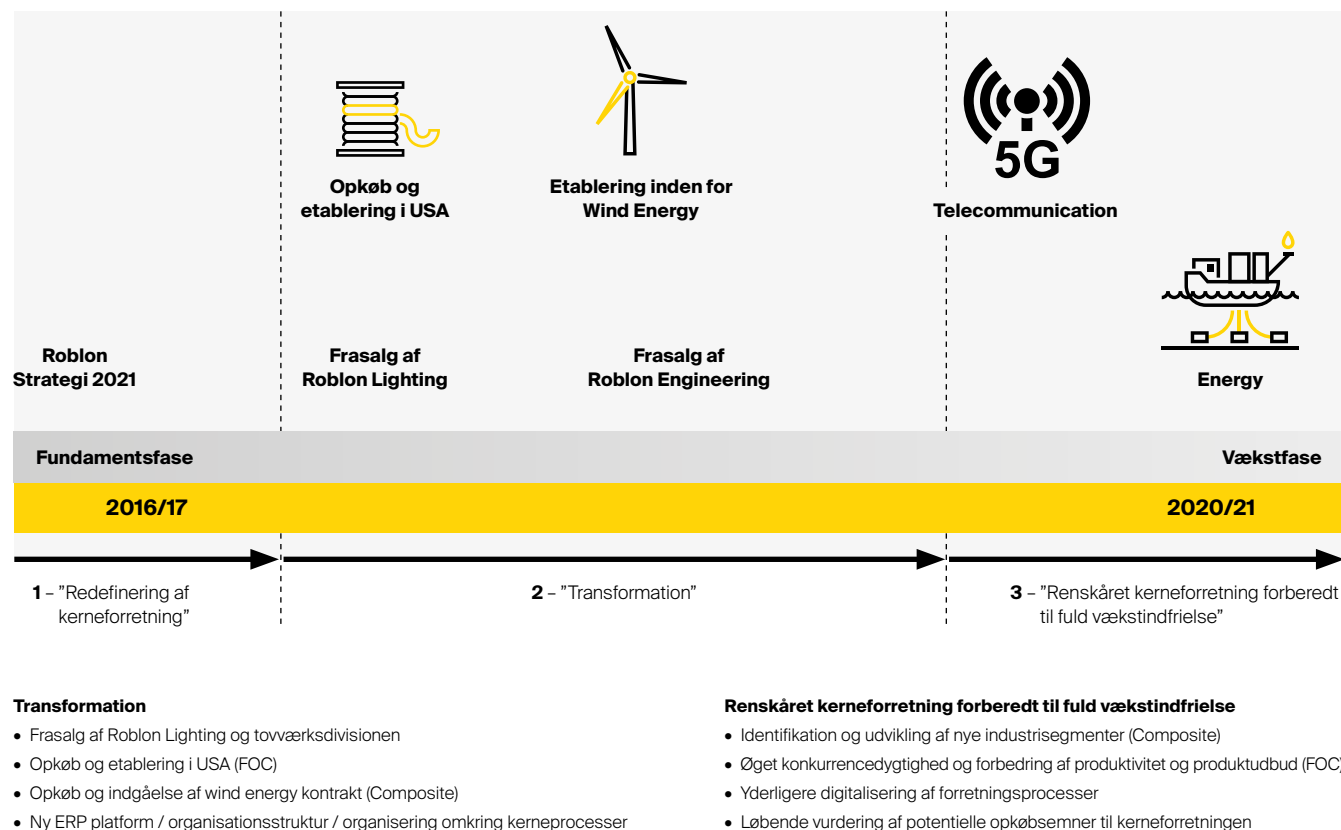 5G
Opkøb og
etablering i USA
Etablering inden for
Wind Energy
Telecommunication
Roblon
Strategi 2021
Frasalg af
Roblon Lighting
Frasalg af
Roblon Engineering
Energy
Fundamentsfase
Vækstfase
2016/17
2020/21
1 – ”Redefinering af
kerneforretning”
2 – ”Transformation”
3 – ”Renskåret kerneforretning forberedt
til fuld vækstindfrielse”
Transformation
• Frasalg af Roblon Lighting og tovværksdivisionen
• Opkøb og etablering i USA (FOC)
• Opkøb og indgåelse af wind energy kontrakt (Composite)
• Ny ERP platform / organisationsstruktur / organisering omkring kerneprocesser
Renskåret kerneforretning forberedt til fuld vækstindfrielse
• Identifikation og udvikling af nye industrisegmenter (Composite)
• Øget konkurrencedygtighed og forbedring af produktivitet og produktudbud (FOC)
• Yderligere digitalisering af forretningsprocesser
• Løbende vurdering af potentielle opkøbsemner til kerneforretningen